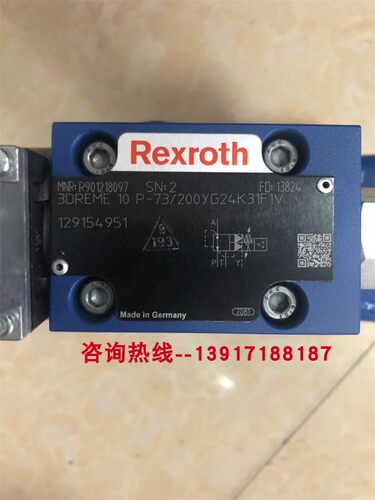 Rexroth
MNR: R901218097 SN: 2 FD: 13824
3DREME 10 P-73/200YG24K31F1V
129154951
A
P T Y
Made in Germany
7081
咨询热线--13917188187